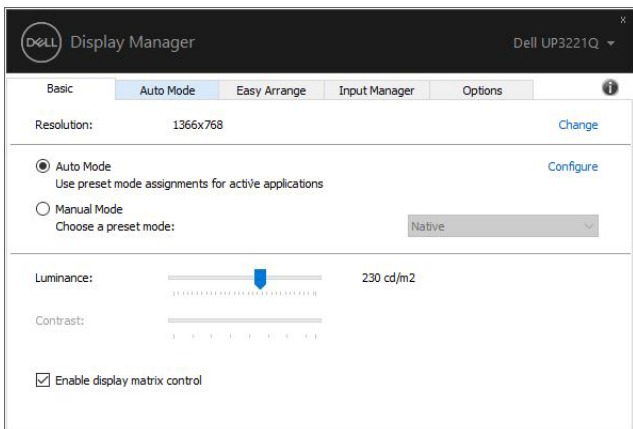 x
DELL Display Manager Dell UP3221Q
Basic Auto Mode Easy Arrange Input Manager Options
Resolution: 1366x768 Change
Auto Mode Configure
Use preset mode assignments for active applications
Manual Mode
Choose a preset mode: Native
Luminance: 230 cd/m2
Contrast:
Enable display matrix control